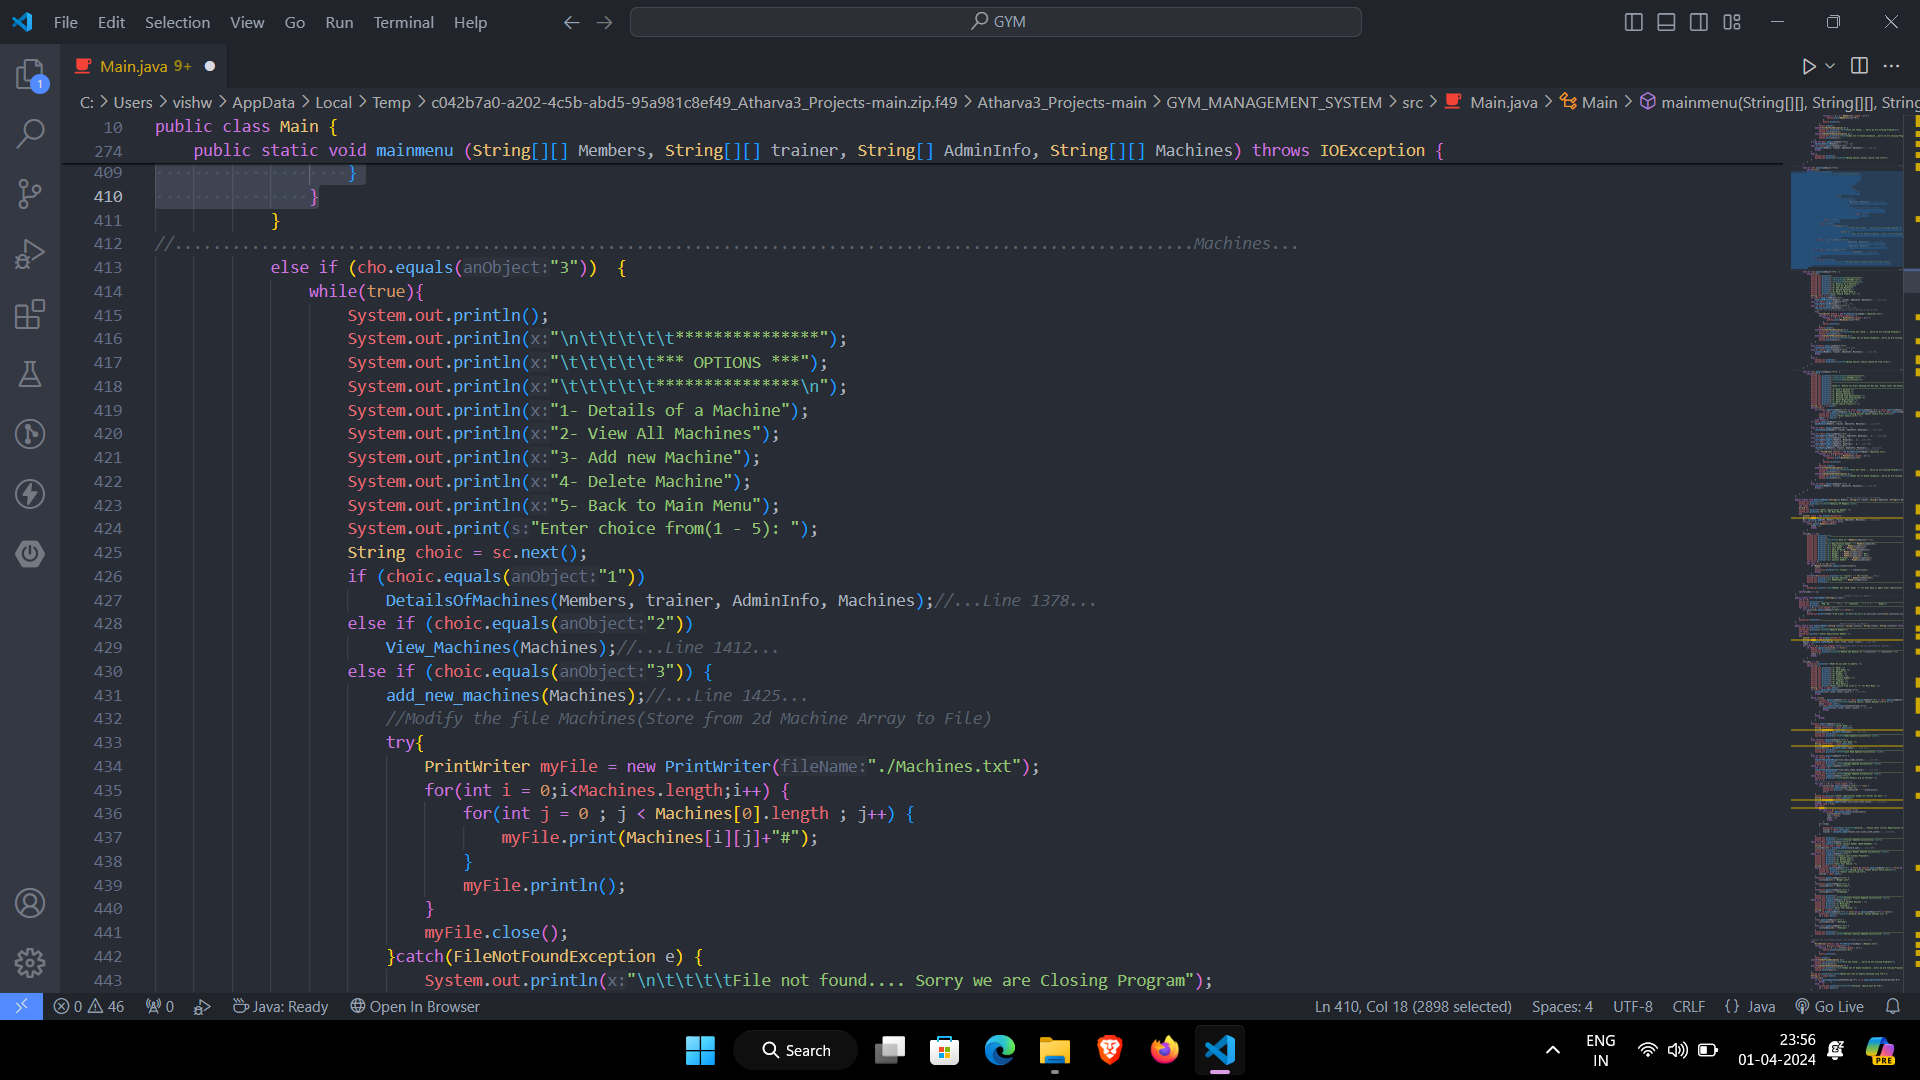 File Edit Selection View Go Run Terminal Help
GYM
1
Main.java 9+
C: > Users > vishw > AppData > Local > Temp > c042b7a0-a202-4c5b-abd5-95a981c8ef49_Atharva3_Projects-main.zip.f49 > Atharva3_Projects-main > GYM_MANAGEMENT_SYSTEM > src > Main.java > Main > mainmenu(String[][], String[][], String
10 public class Main {
274 public static void mainmenu (String[][] Members, String[][] trainer, String[] AdminInfo, String[][] Machines) throws IOException {
409 }
410 }
411 }
412 //..........................................................................................................Machines...
413 else if (cho.equals(anObject:"3"))  {
414 while(true){
415 System.out.println();
416 System.out.println(x:"\n\t\t\t\t\t***************");
417 System.out.println(x:"\t\t\t\t\t*** OPTIONS ***");
418 System.out.println(x:"\t\t\t\t\t***************\n");
419 System.out.println(x:"1- Details of a Machine");
420 System.out.println(x:"2- View All Machines");
421 System.out.println(x:"3- Add new Machine");
422 System.out.println(x:"4- Delete Machine");
423 System.out.println(x:"5- Back to Main Menu");
424 System.out.print(s:"Enter choice from(1 - 5): ");
425 String choic = sc.next();
426 if (choic.equals(anObject:"1"))
427 DetailsOfMachines(Members, trainer, AdminInfo, Machines);//...Line 1378...
428 else if (choic.equals(anObject:"2"))
429 View_Machines(Machines);//...Line 1412...
430 else if (choic.equals(anObject:"3")) {
431 add_new_machines(Machines);//...Line 1425...
432 //Modify the file Machines(Store from 2d Machine Array to File)
433 try{
434 PrintWriter myFile = new PrintWriter(fileName:"./Machines.txt");
435 for(int i = 0;i<Machines.length;i++) {
436 for(int j = 0 ; j < Machines[0].length ; j++) {
437 myFile.print(Machines[i][j]+"#");
438 }
439 myFile.println();
440 }
441 myFile.close();
442 }catch(FileNotFoundException e) {
443 System.out.println(x:"\n\t\t\t\tFile not found.... Sorry we are Closing Program");
0 46 0 Java: Ready Open In Browser Ln 410, Col 18 (2898 selected) Spaces: 4 UTF-8 CRLF {} Java Go Live
Search
ENG
IN
23:56
01-04-2024
PRE